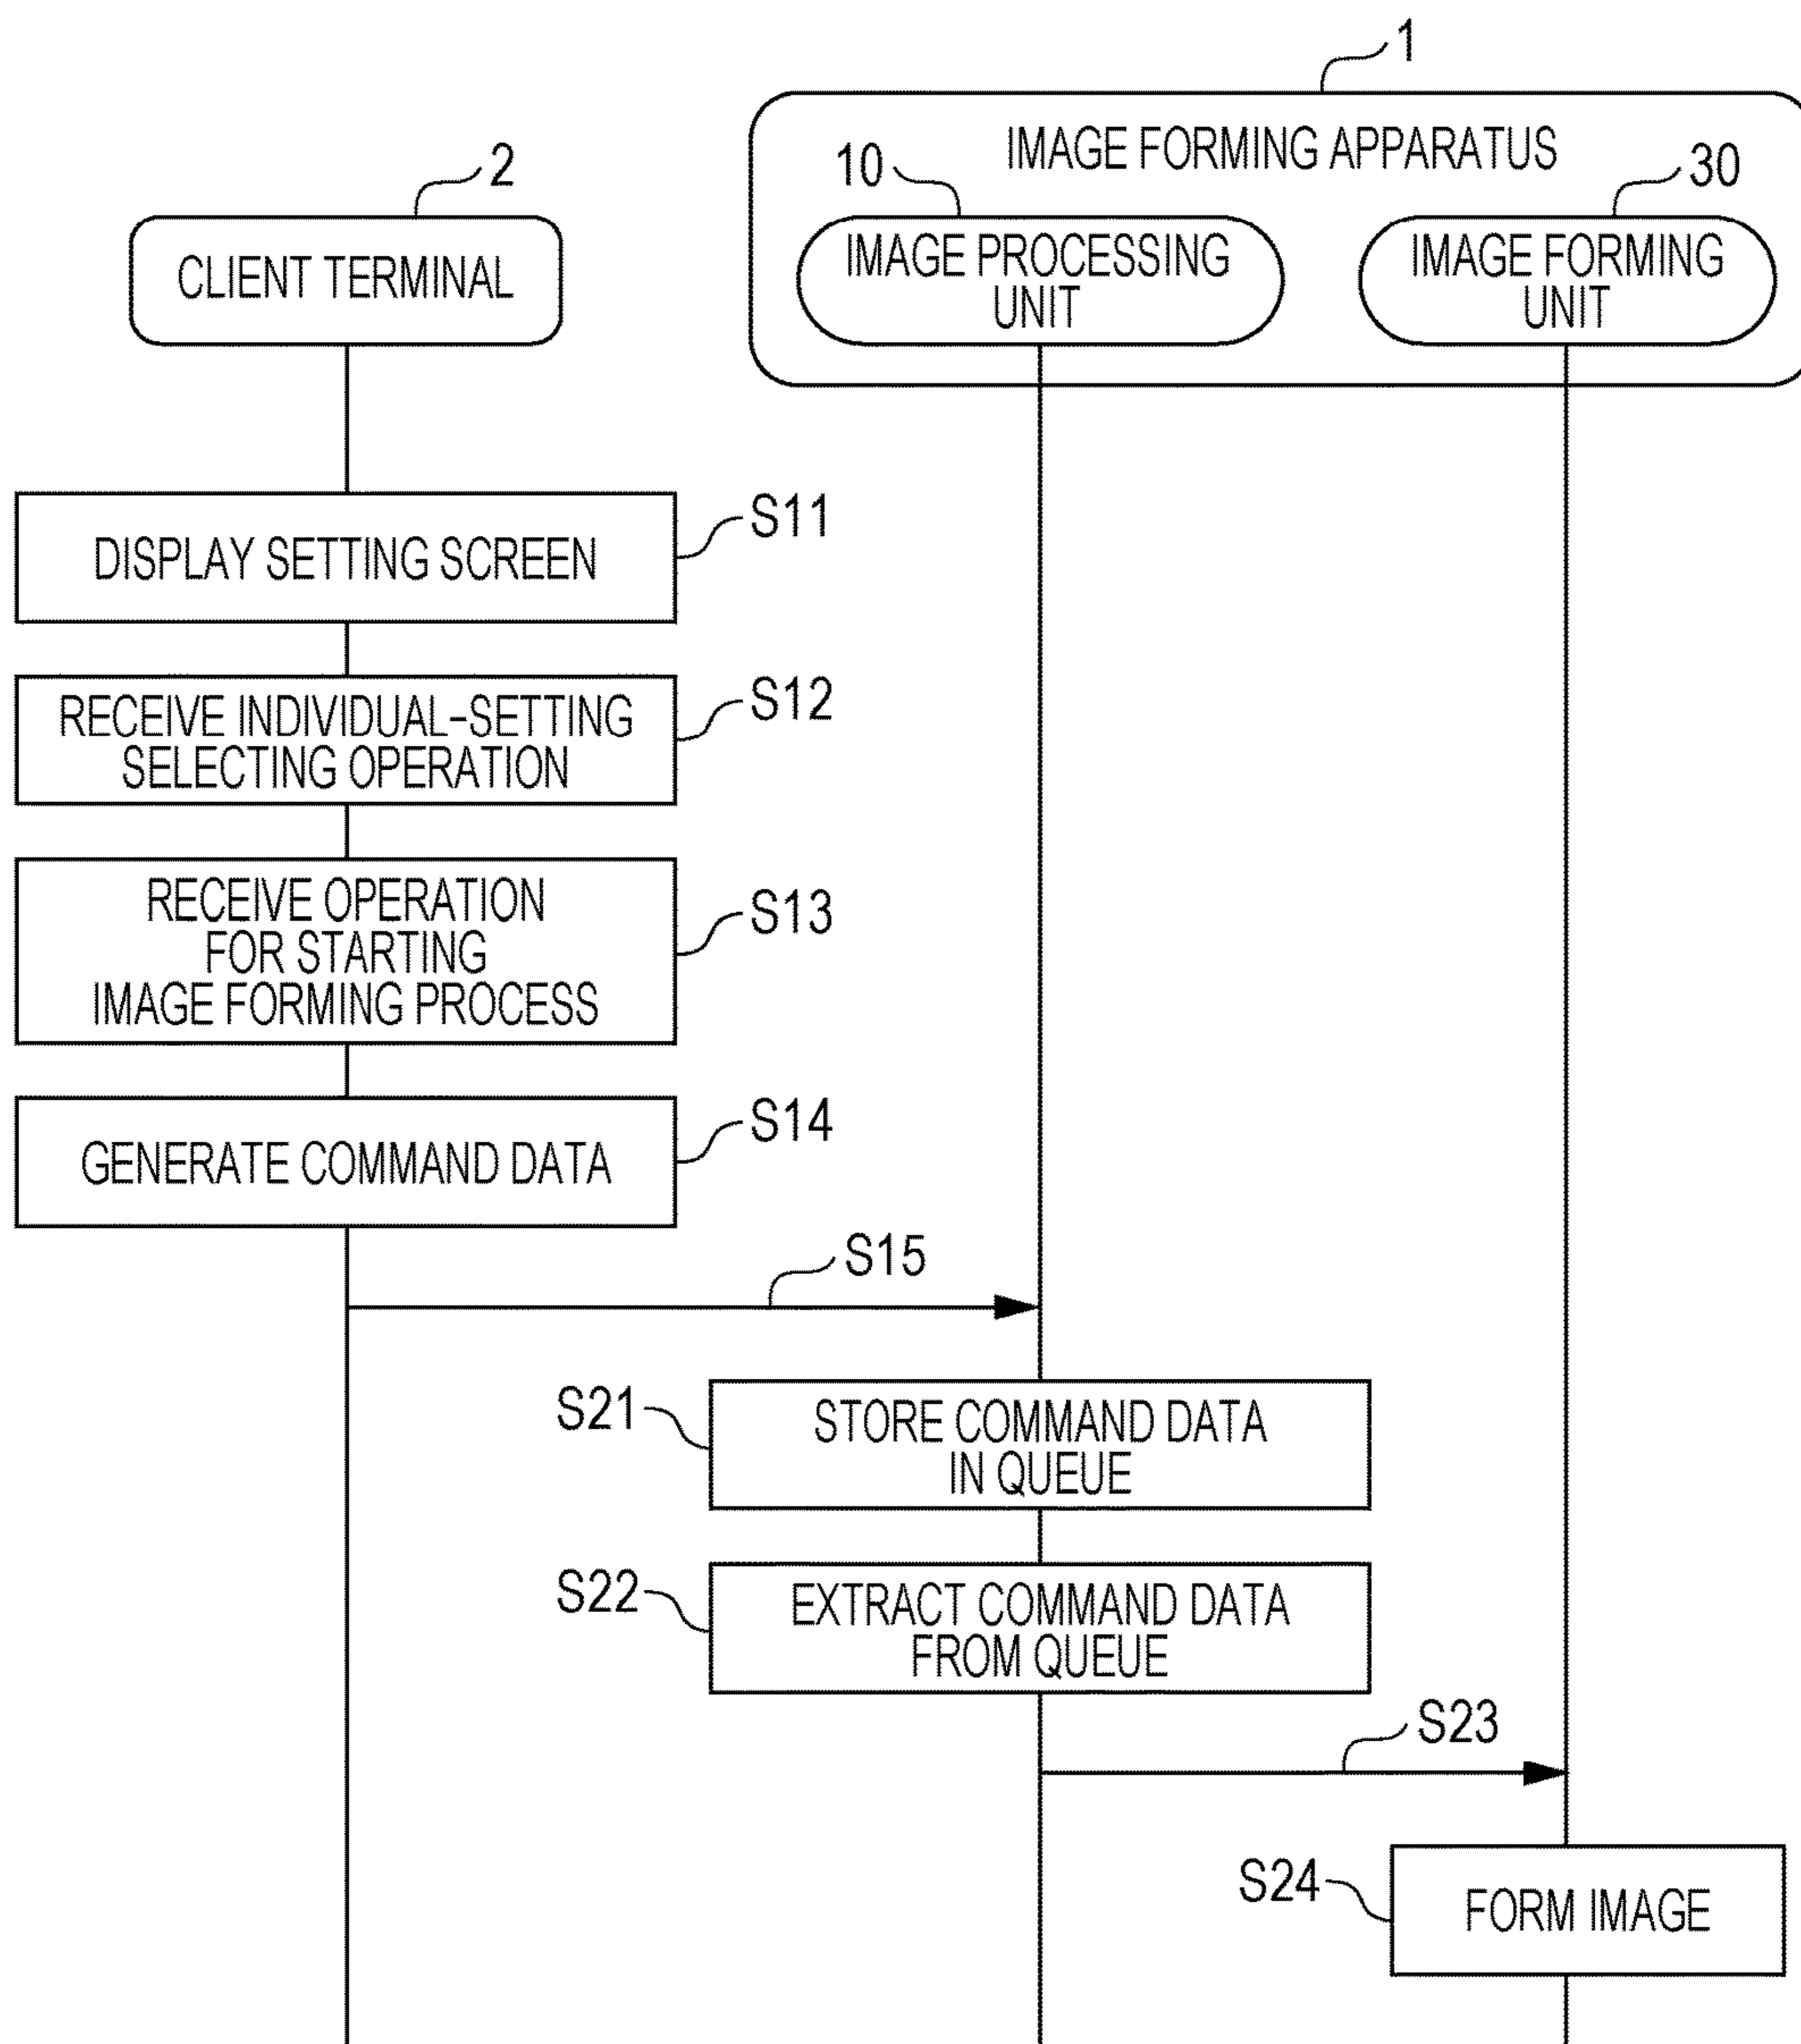 1
IMAGE FORMING APPARATUS
2
10
30
CLIENT TERMINAL
IMAGE PROCESSING
UNIT
IMAGE FORMING
UNIT
DISPLAY SETTING SCREEN
S11
RECEIVE INDIVIDUAL-SETTING
SELECTING OPERATION
S12
RECEIVE OPERATION
FOR STARTING
IMAGE FORMING PROCESS
S13
GENERATE COMMAND DATA
S14
S15
S21
STORE COMMAND DATA
IN QUEUE
S22
EXTRACT COMMAND DATA
FROM QUEUE
S23
S24
FORM IMAGE